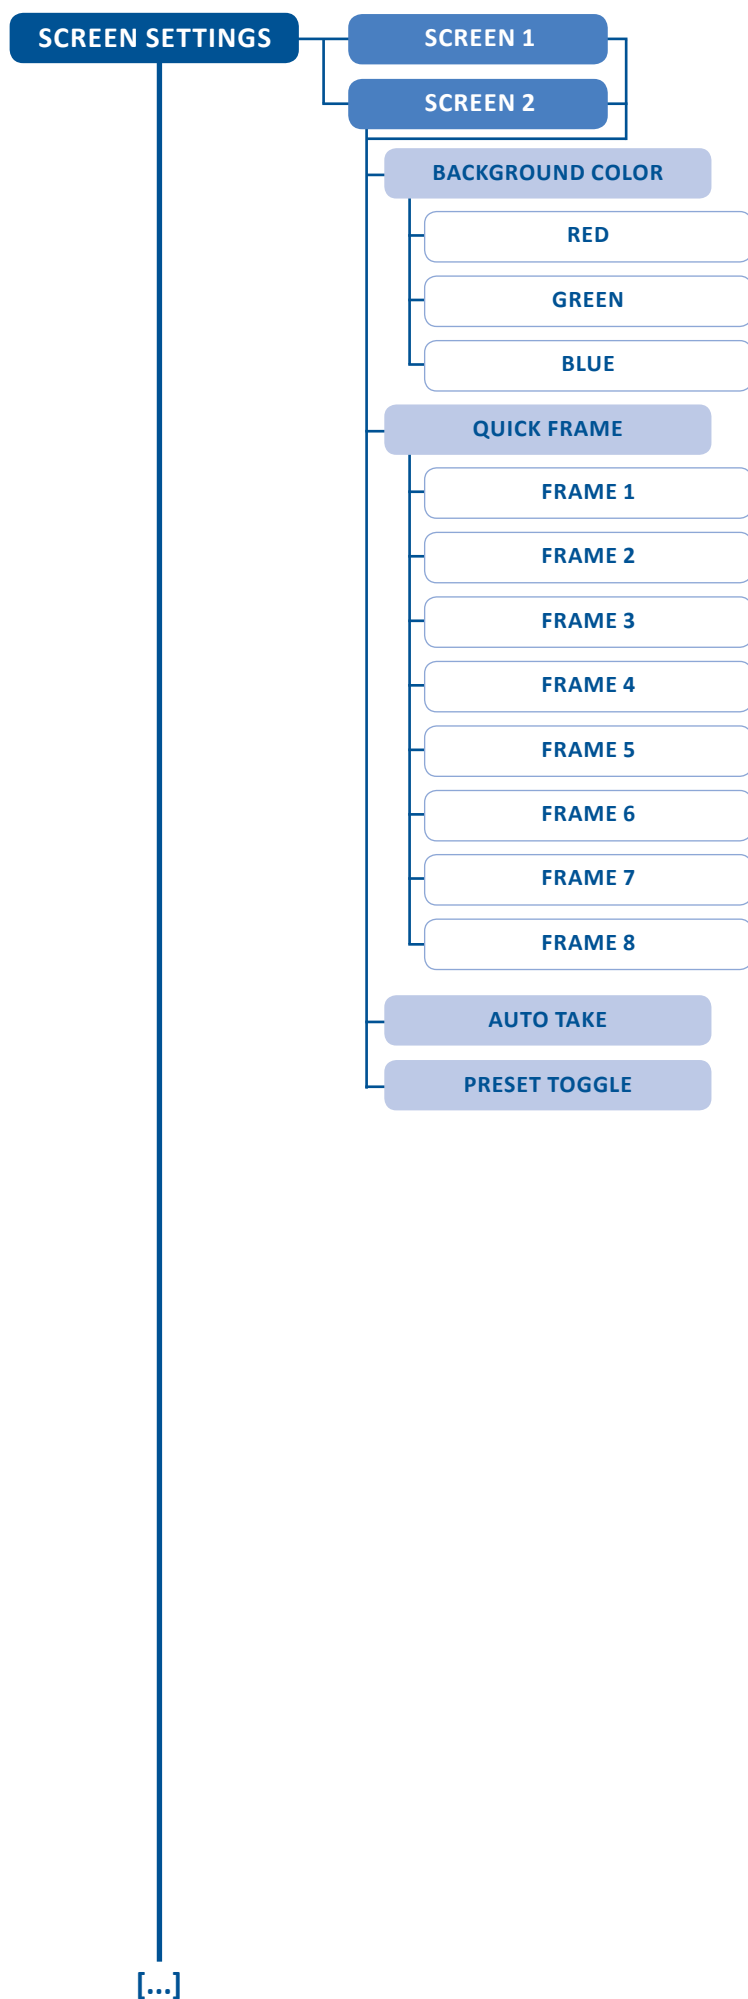 SCREEN SETTINGS
SCREEN 1
SCREEN 2
BACKGROUND COLOR
RED
GREEN
BLUE
QUICK FRAME
FRAME 1
FRAME 2
FRAME 3
FRAME 4
FRAME 5
FRAME 6
FRAME 7
FRAME 8
AUTO TAKE
PRESET TOGGLE
[...]